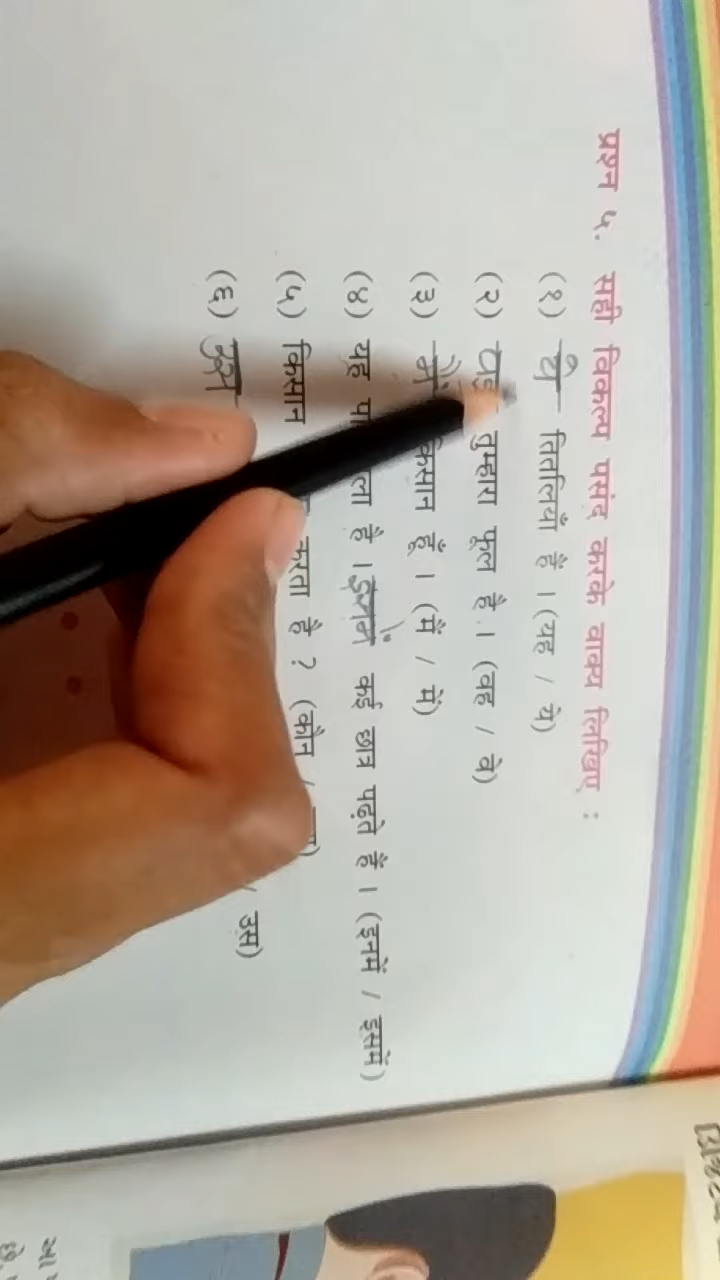 प्रश्न ५. सही विकल्प पसंद करके वाक्य लिखिए :
(१) ये तितलियाँ हैं । (यह / ये)
(२) वह तुम्हारा फूल है । (वह / वे)
(३) मैं किसान हूँ । (मैं / में)
(४) यह है । इसमें कई छात्र पढ़ते हैं । (इनमें / इसमें)
(५) किसान करता है ? (कौन /
(६) / उस)